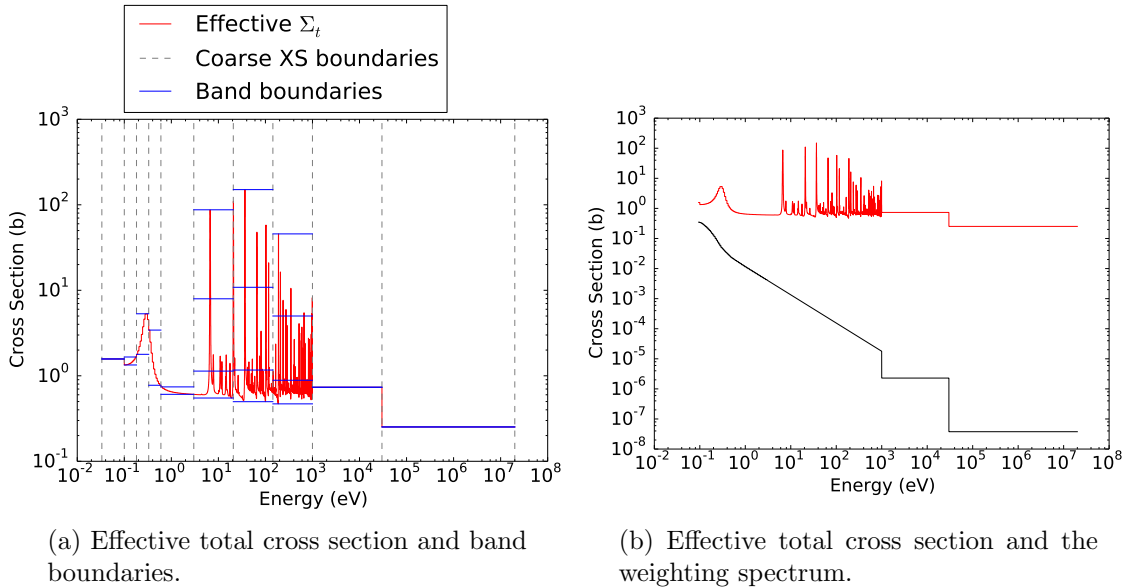 Effective Σt
Coarse XS boundaries
Band boundaries
10^3
10^2
10^1
10^0
10^-1
Cross Section (b)
10^-2 10^-1 10^0 10^1 10^2 10^3 10^4 10^5 10^6 10^7 10^8
Energy (eV)
10^3
10^2
10^1
10^0
10^-1
10^-2
10^-3
10^-4
10^-5
10^-6
10^-7
10^-8
Cross Section (b)
10^-2 10^-1 10^0 10^1 10^2 10^3 10^4 10^5 10^6 10^7 10^8
Energy (eV)
(a) Effective total cross section and band
boundaries.
(b) Effective total cross section and the
weighting spectrum.